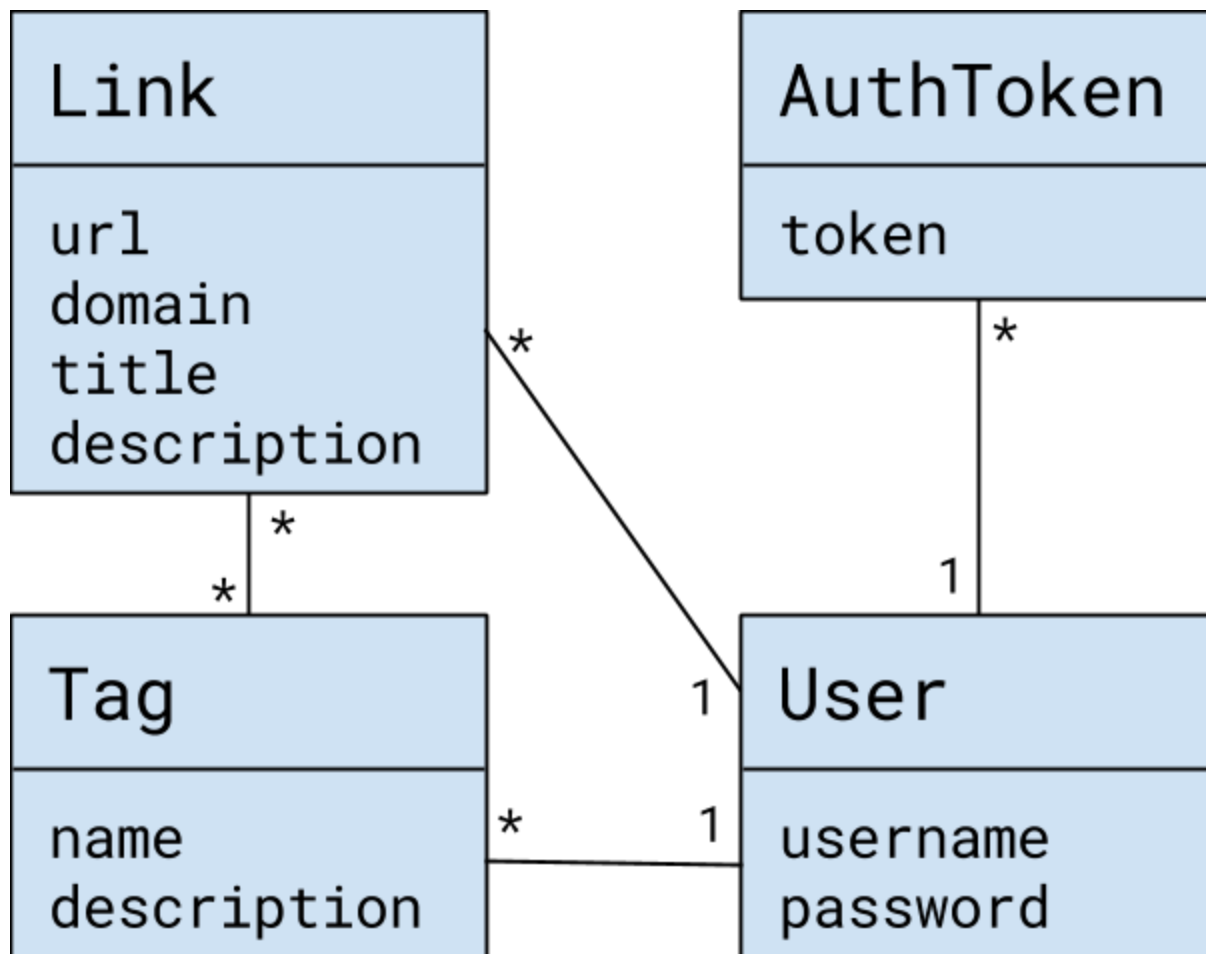 Link
url
domain
title
description
*
*
AuthToken
token
*
1
*
1
Tag
name
description
*
1
User
username
password